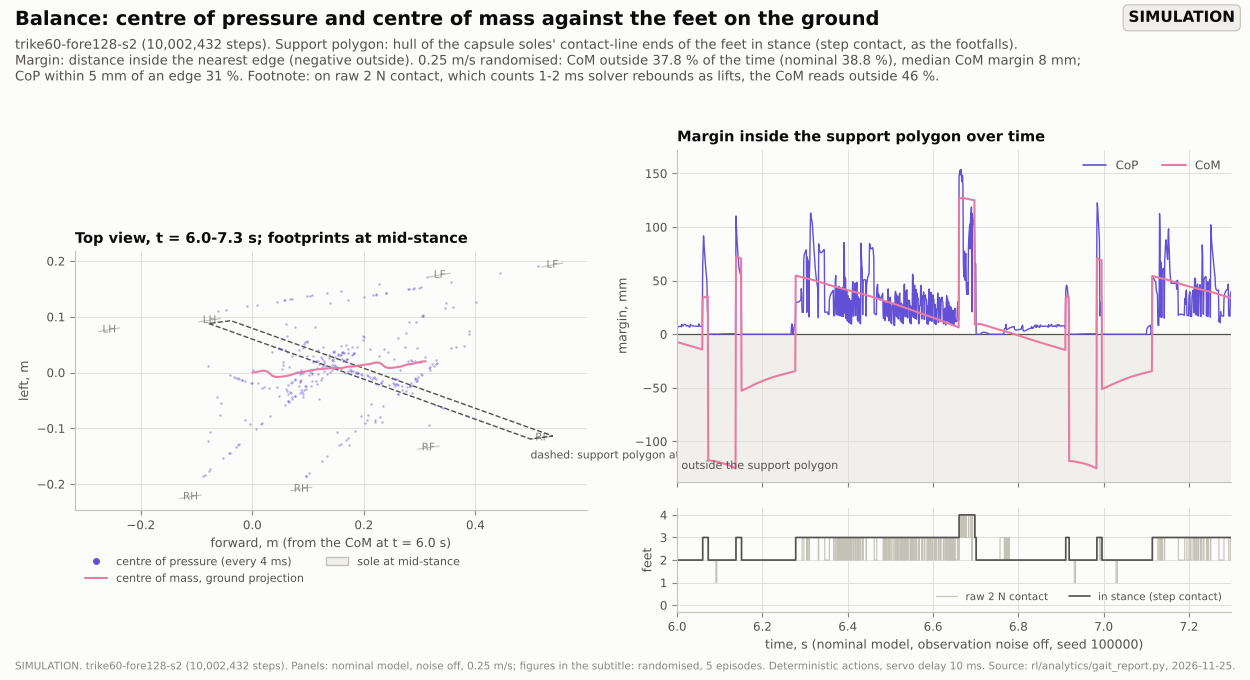 Balance: centre of pressure and centre of mass against the feet on the ground
SIMULATION
trike60-fore128-s2 (10,002,432 steps). Support polygon: hull of the capsule soles' contact-line ends of the feet in stance (step contact, as the footfalls).
Margin: distance inside the nearest edge (negative outside). 0.25 m/s randomised: CoM outside 37.8 % of the time (nominal 38.8 %), median CoM margin 8 mm;
CoP within 5 mm of an edge 31 %. Footnote: on raw 2 N contact, which counts 1-2 ms solver rebounds as lifts, the CoM reads outside 46 %.
Top view, t = 6.0-7.3 s; footprints at mid-stance
left, m
0.2
0.1
0.0
−0.1
−0.2
LH
LH
LF
LF
RH
RH
RF
RF
dashed: support polygon at
−0.2
0.0
0.2
0.4
forward, m (from the CoM at t = 6.0 s)
centre of pressure (every 4 ms)
sole at mid-stance
centre of mass, ground projection
Margin inside the support polygon over time
CoP
CoM
margin, mm
150
100
50
0
−50
−100
outside the support polygon
feet
4
3
2
1
0
raw 2 N contact
in stance (step contact)
6.0
6.2
6.4
6.6
6.8
7.0
7.2
time, s (nominal model, observation noise off, seed 100000)
SIMULATION. trike60-fore128-s2 (10,002,432 steps). Panels: nominal model, noise off, 0.25 m/s; figures in the subtitle: randomised, 5 episodes. Deterministic actions, servo delay 10 ms. Source: rl/analytics/gait_report.py, 2026-11-25.